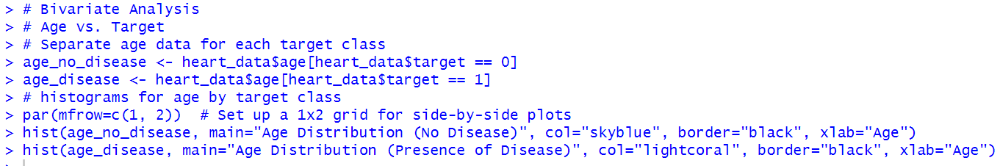 > # Bivariate Analysis
> # Age vs. Target
> # Separate age data for each target class
> age_no_disease <- heart_data$age[heart_data$target == 0]
> age_disease <- heart_data$age[heart_data$target == 1]
> # histograms for age by target class
> par(mfrow=c(1, 2))  # Set up a 1x2 grid for side-by-side plots
> hist(age_no_disease, main="Age Distribution (No Disease)", col="skyblue", border="black", xlab="Age")
> hist(age_disease, main="Age Distribution (Presence of Disease)", col="lightcoral", border="black", xlab="Age")
>